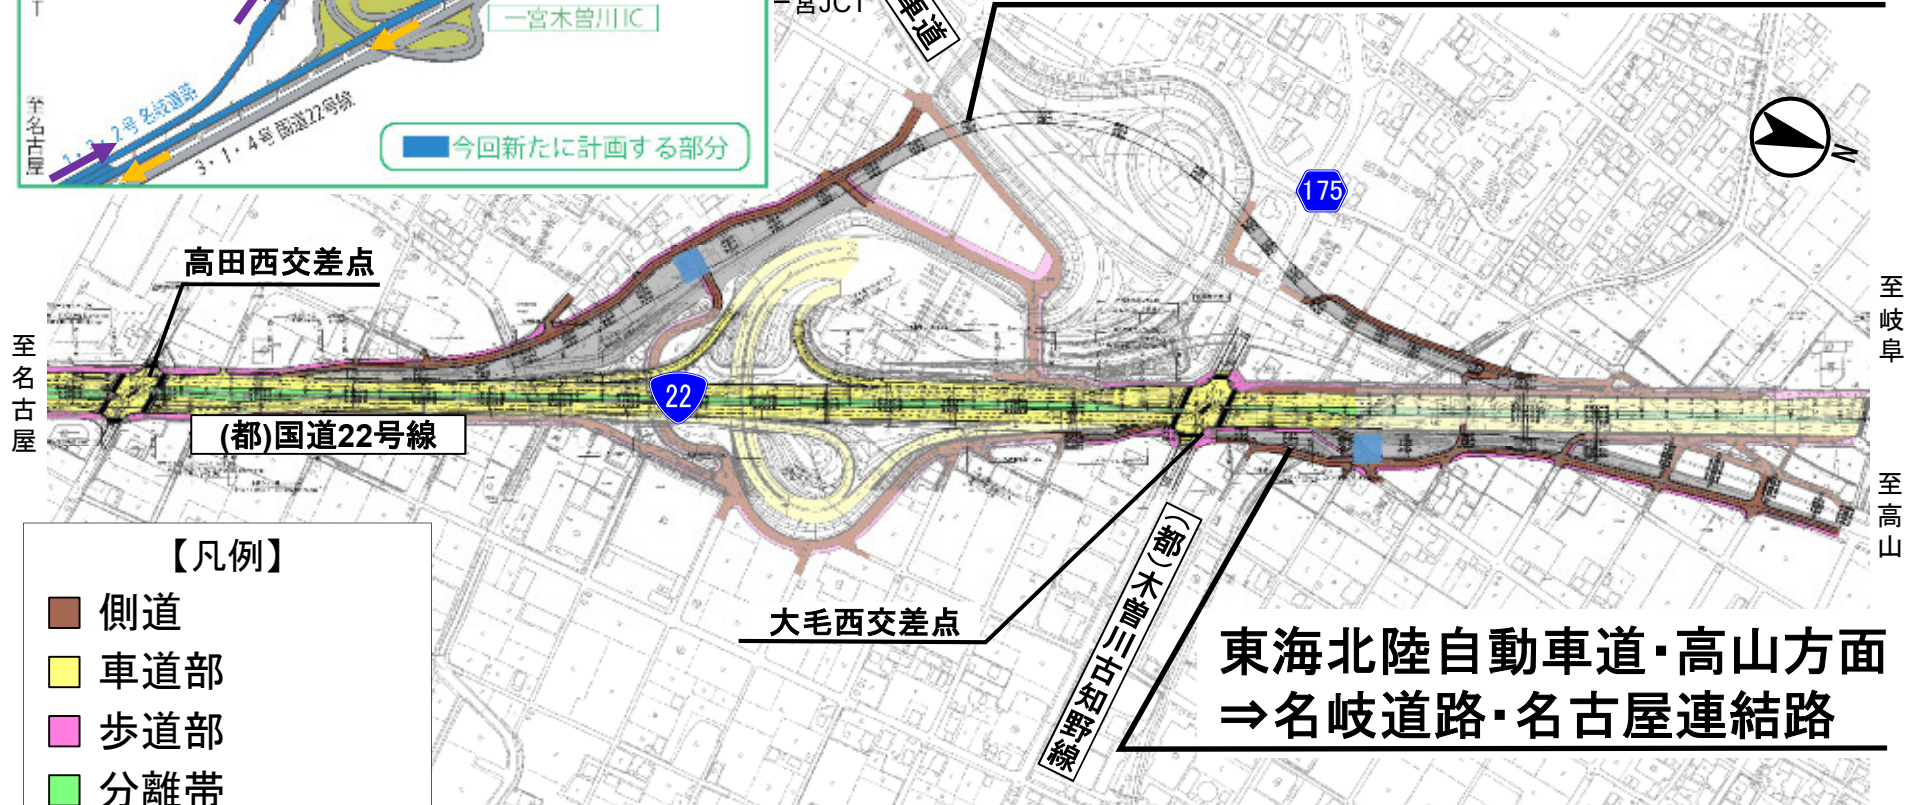 一宮木曽川IC
一宮JCT
車道
至名古屋
1・3・2号 名岐道路
3・1・4号 国道22号線
今回新たに計画する部分
N
175
高田西交差点
至岐阜
至名古屋
22
(都)国道22号線
至高山
【凡例】
側道
車道部
歩道部
分離帯
大毛西交差点
(都)木曽川古知野線
東海北陸自動車道・高山方面
⇒名岐道路・名古屋連結路